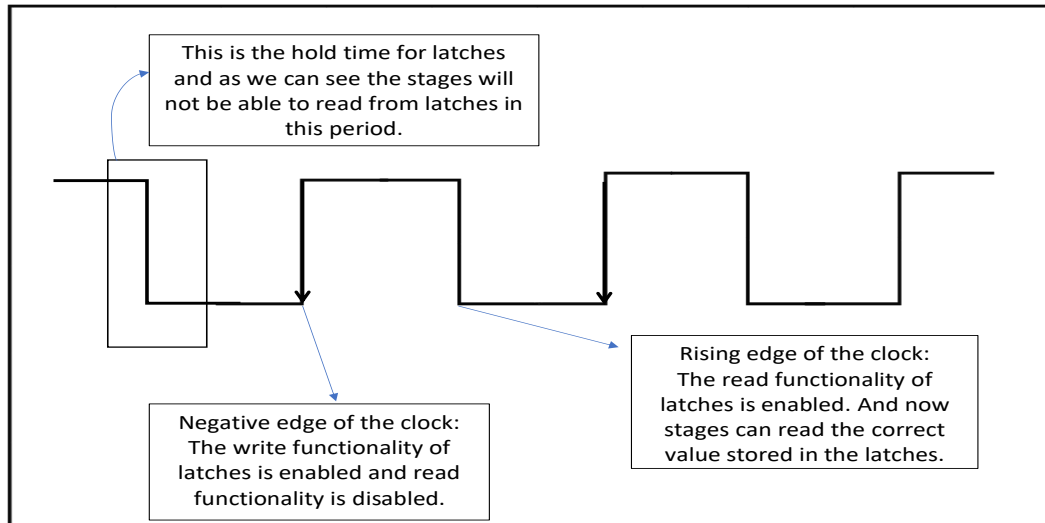 This is the hold time for latches
and as we can see the stages will
not be able to read from latches in
this period.
Negative edge of the clock:
The write functionality of
latches is enabled and read
functionality is disabled.
Rising edge of the clock:
The read functionality of
latches is enabled. And now
stages can read the correct
value stored in the latches.